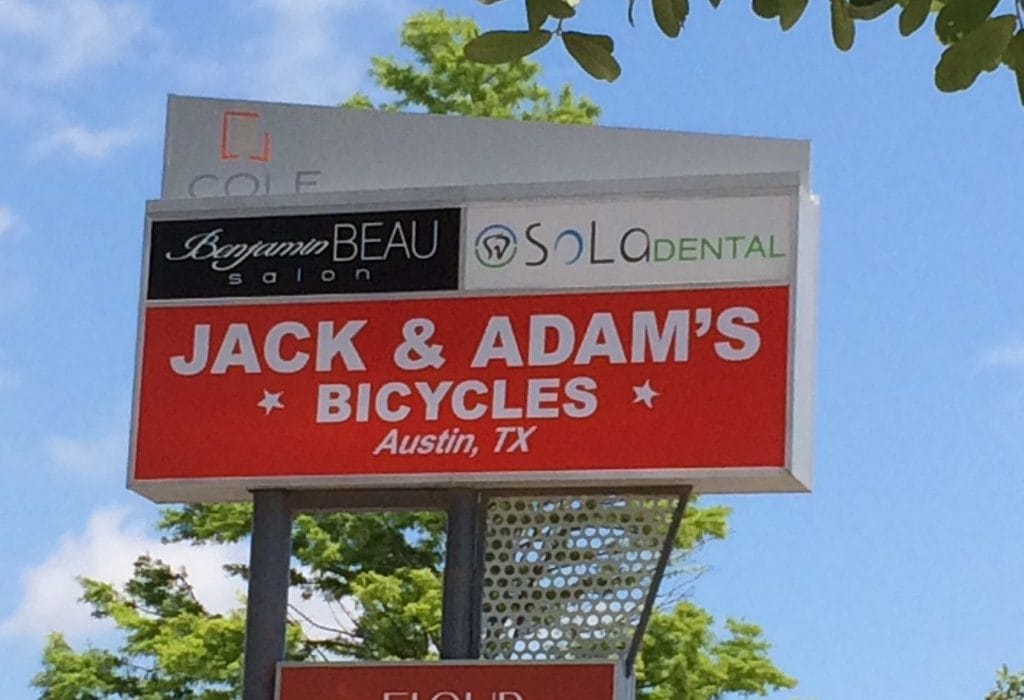 COLE
Benjamin BEAU
salon
SoLa DENTAL
JACK & ADAM'S
BICYCLES
Austin, TX